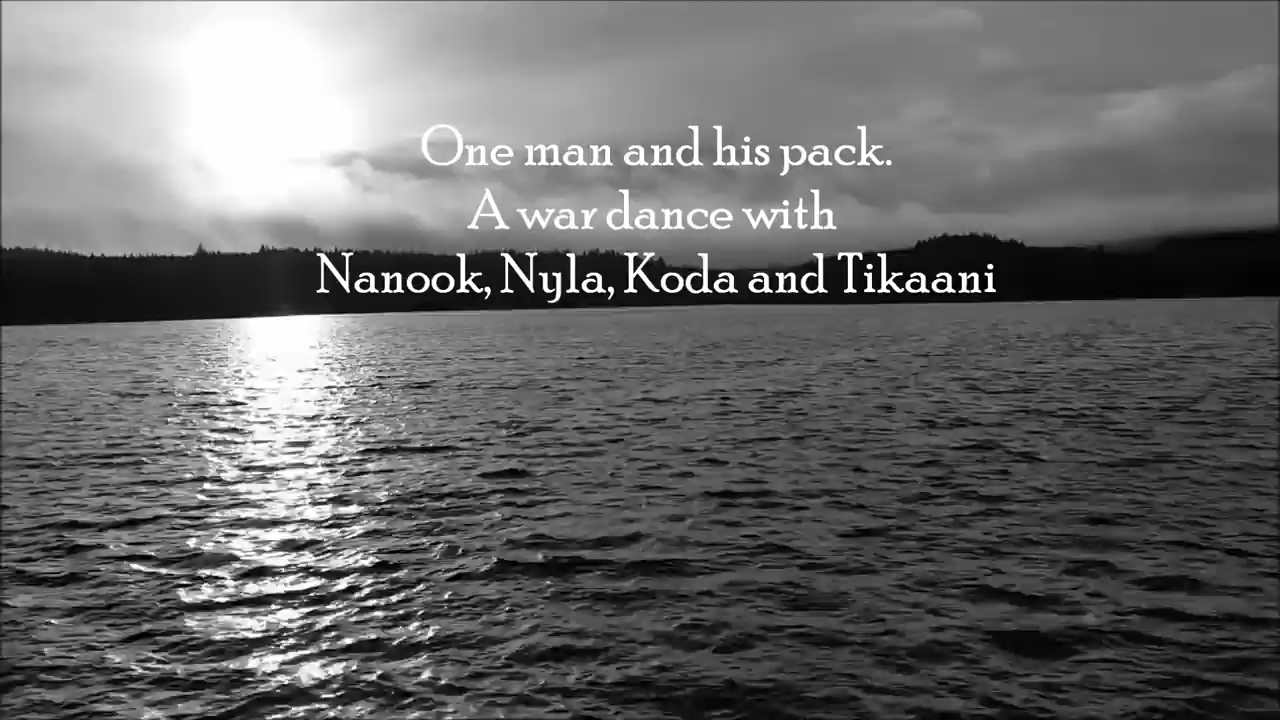 One man and his pack.
A war dance with
Nanook, Nyla, Koda and Tikaani